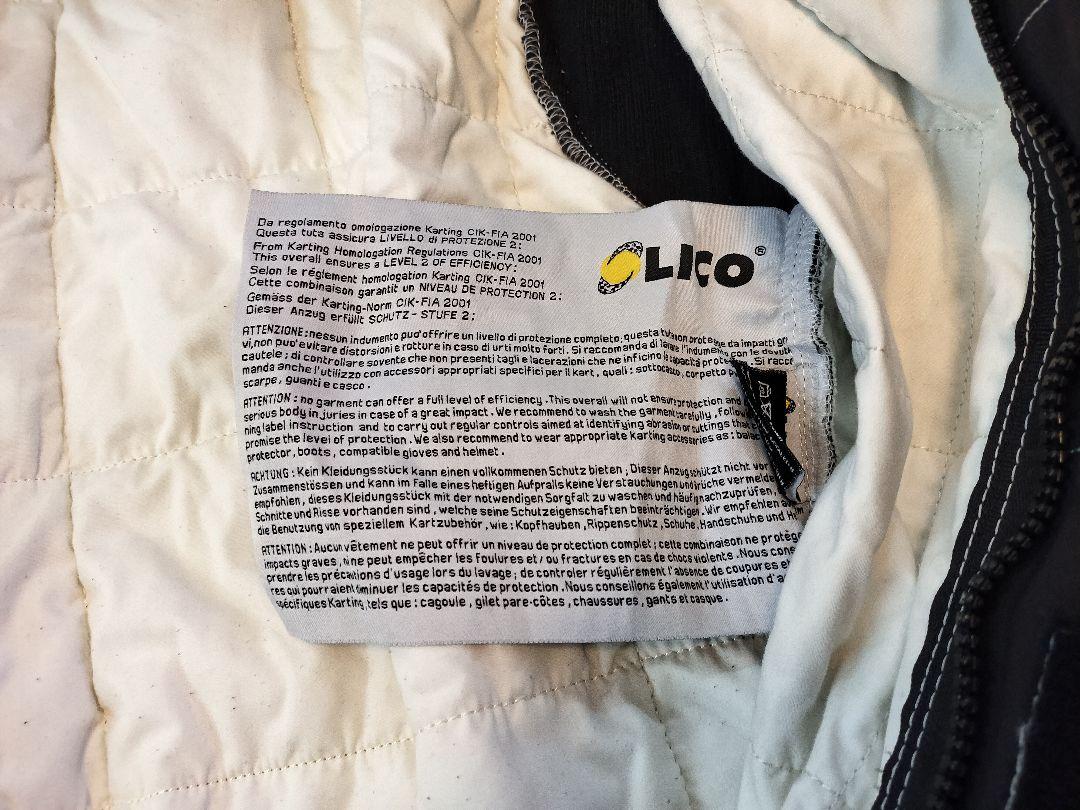 Da regolamento omologazione Karting CIK-FIA 2001
Questa tuta assicura LIVELLO di PROTEZIONE 2:
From Karting Homologation Regulations CIK-FIA 2001
This overall ensures a LEVEL 2 OF EFFICIENCY:
Selon le réglement homologation Karting CIK-FIA 2001
Cette combinaison garantit un NIVEAU DE PROTECTION 2:
Gemäss der Karting-Norm CIK-FIA 2001
Dieser Anzug erfüllt SCHUTZ - STUFE 2:
LICO®
ATTENZIONE: nessun indumento puo' offrire un livello di protezione completo; questa tuta non protegge da impatti
vi, non puo' evitare distorsioni e rotture in caso di urti molto forti. Si raccomanda di l'indumento con le
cautele; di controllare sovente che non presenti tagli e lacerazioni che ne inficino la capacità Si
manda anche l'utilizzo con accessori appropriati specifici per il kart, quali: sottocasco, corpetto
scarpe, guanti e casco.
ATTENTION: no garment can offer a full level of efficiency. This overall will not ensure protection and
serious body in juries in case of a great impact. We recommend to wash the garment carefully,
ning label instruction and to carry out regular controls aimed at identifying abrasion or cuttings
promise the level of protection. We also recommend to wear appropriate Karting accessories as:
protector, boots, compatible gloves and helmet.
ACHTUNG: Kein Kleidungsstück kann einen vollkommenen Schutz bieten; Dieser Anzug schützt nicht vor
Zusammenstössen und kann im Falle eines heftigen Aufpralls keine Verstauchungen und
empfohlen, dieses Kleidungsstück mit der notwendigen Sorgfalt zu waschen und häufig nachzuprüfen,
Schnitte und Risse vorhanden sind, welche seine Schutzeigenschaften beeinträchtigen. Wir empfehlen
die Benutzung von speziellem Kartzubehör, wie: Kopfhauben, Rippenschutz, Schuhe, Handschuhe und
ATTENTION: Aucun vêtement ne peut offrir un niveau de protection complet; cette combinaison ne
impacts graves, ni ne peut empêcher les foulures et/ou fractures en cas de chocs violents. Nous
prendre les précautions d'usage lors du lavage; de controler régulièrement l'absence de coupures et
res qui pourraient diminuer les capacités de protection. Nous conseillons également l'utilisation
spécifiques Karting, tels que: cagoule, gilet pare-côtes, chaussures, gants et casque.